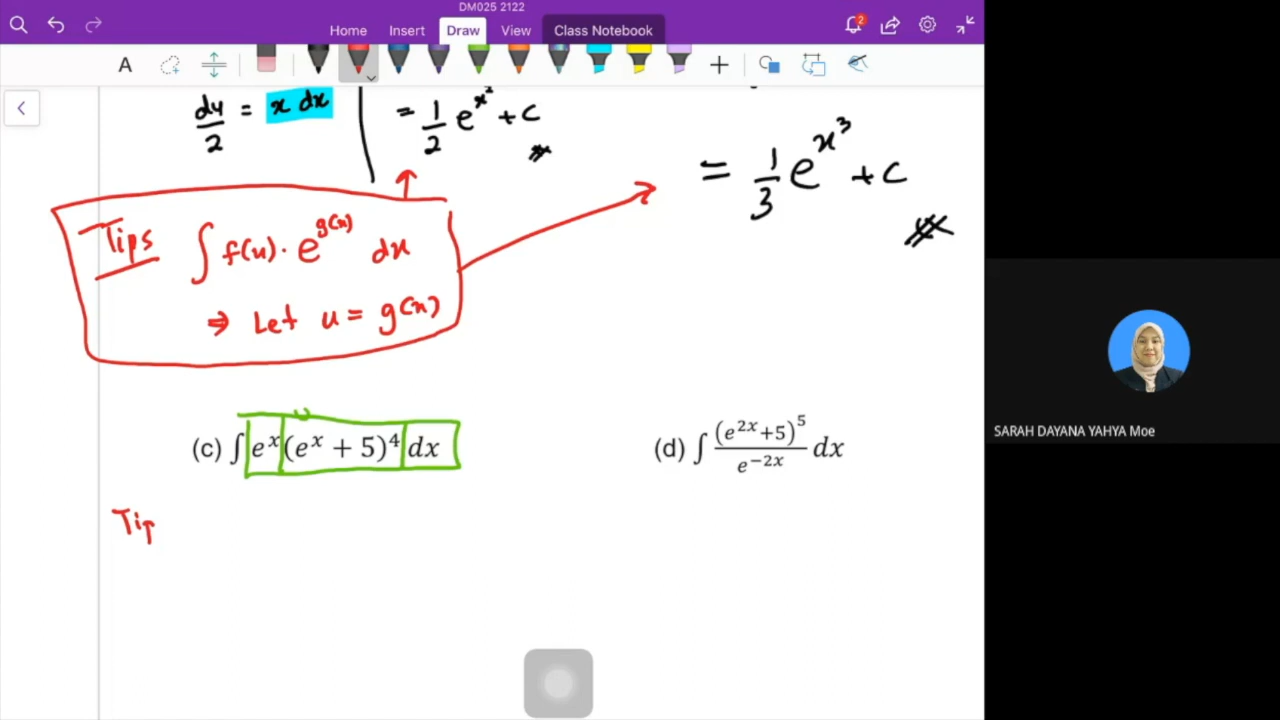 DM025 2122
2
Home Insert Draw View Class Notebook
A
du/2 = x dx
= 1/2 e^x² + c
= 1/3 e^x³ + c
Tips ∫ f(u) · e^g(x) dx
⇒ Let u = g(x)
(c) ∫ e^x (e^x + 5)^4 dx
(d) ∫ (e^2x+5)^5 / e^−2x dx
SARAH DAYANA YAHYA Moe
Tip